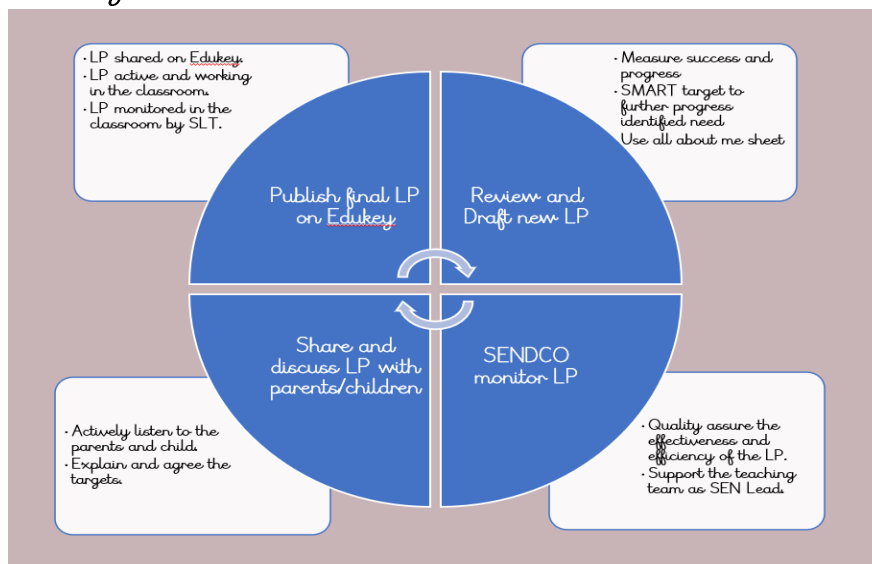 · LP shared on Edukey.
· LP active and working
in the classroom.
· LP monitored in the
classroom by SLT.
· Measure success and
progress
· SMART target to
further progress
identified need
Use all about me sheet
Publish final LP
on Edukey
Review and
Draft new LP
Share and
discuss LP with
parents/children
SENDCO
monitor LP
· Actively listen to the
parents and child.
· Explain and agree the
targets.
· Quality assure the
effectiveness and
efficiency of the LP.
· Support the teaching
team as SEN Lead.